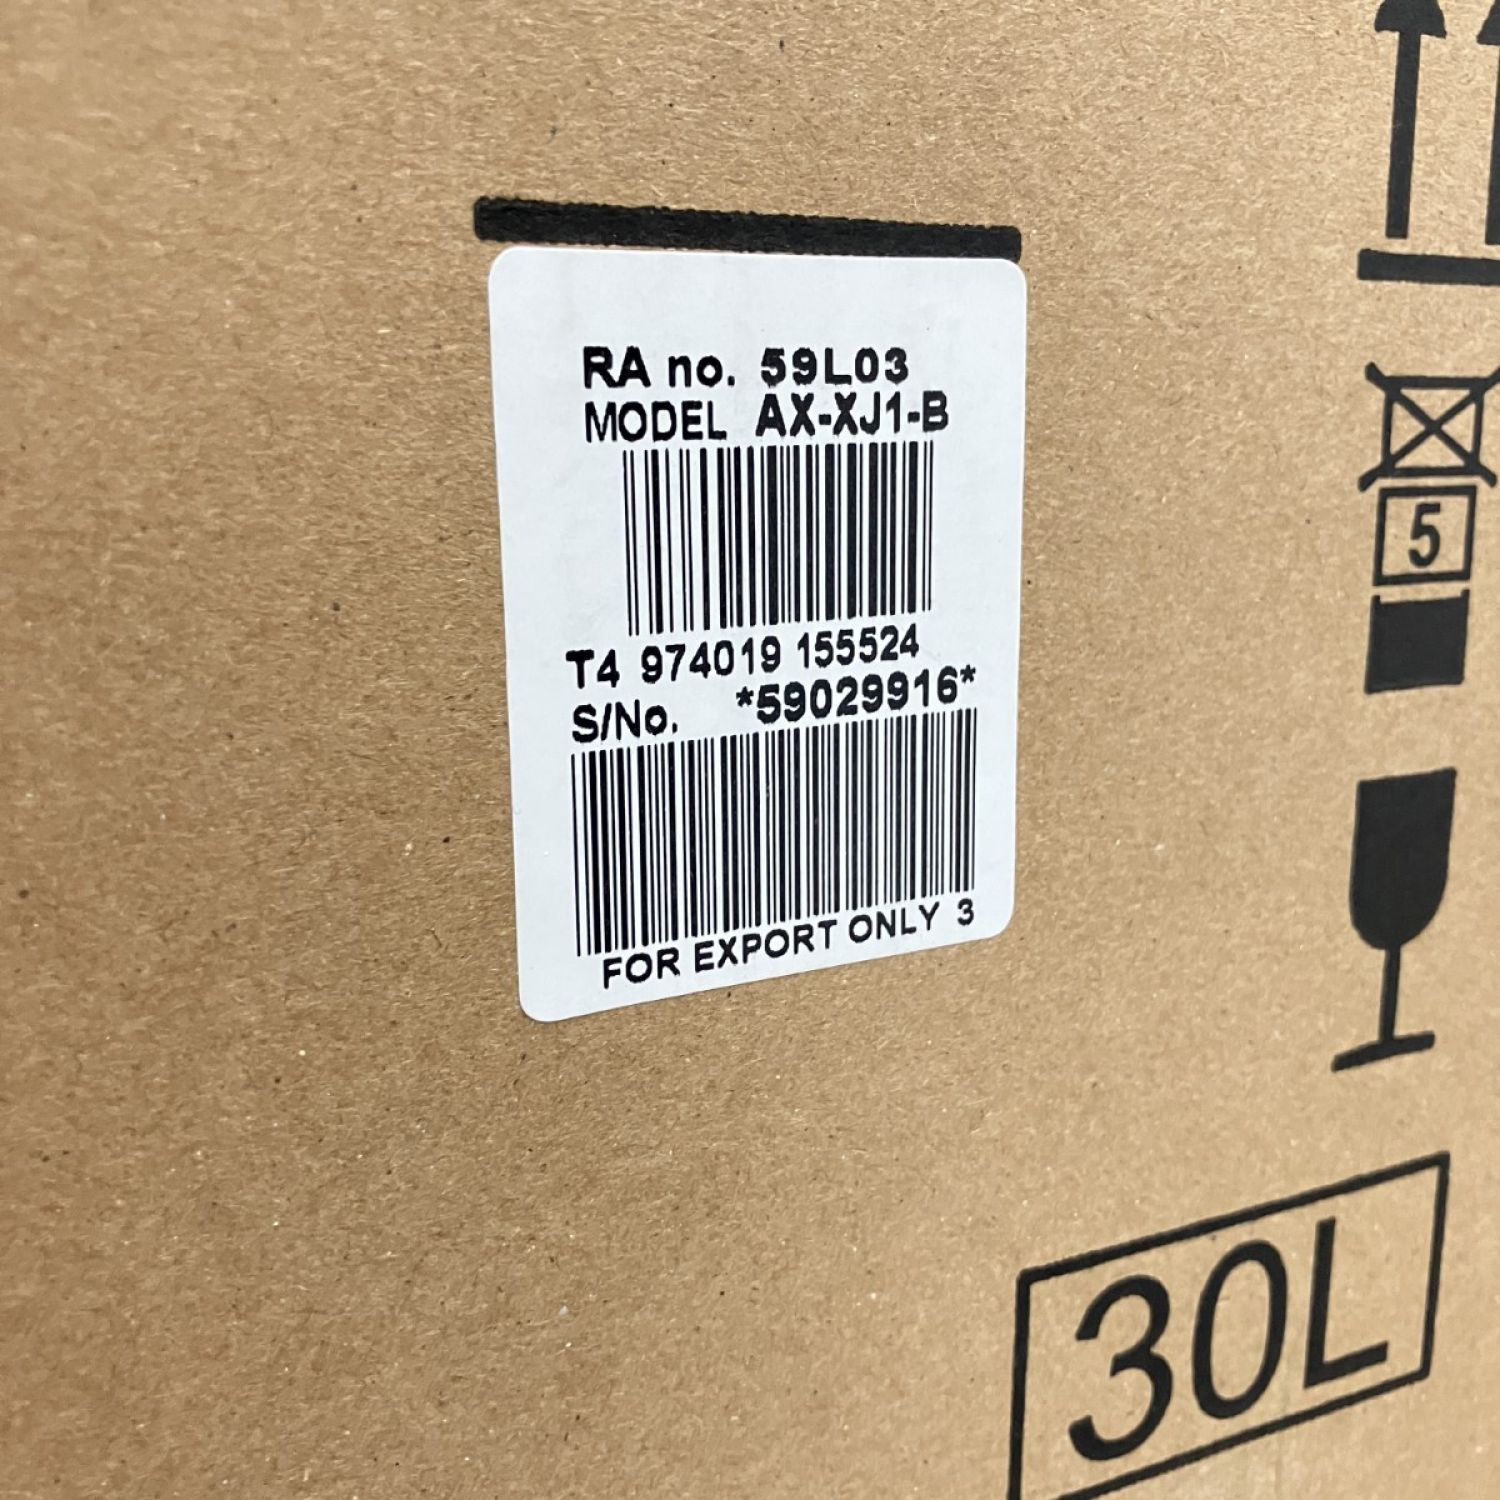 RA no. 59L03
MODEL AX-XJ1-B
T4 974019 155524
S/No. *59029916*
FOR EXPORT ONLY 3
5
30L